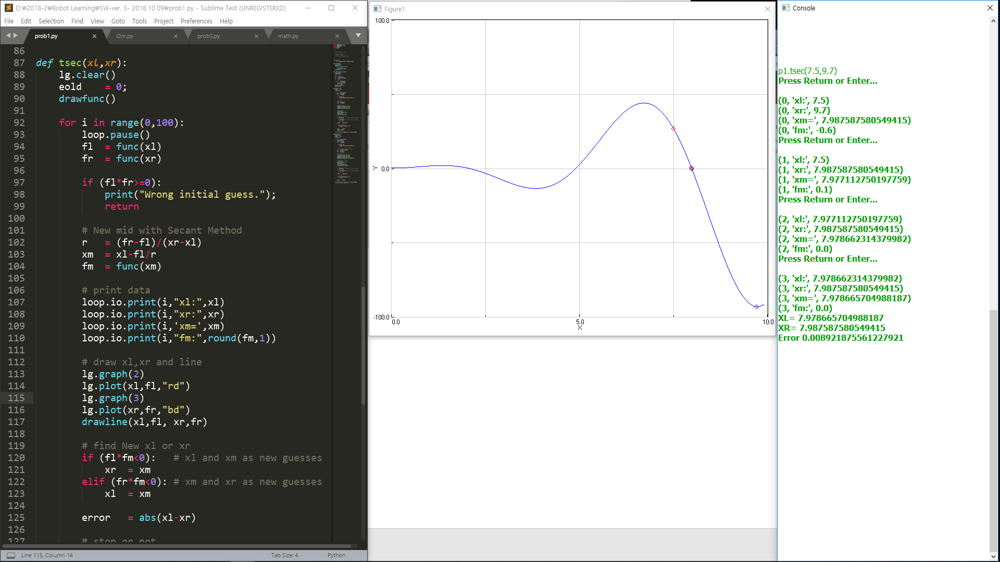 D:₩2018-2₩Robot Learning₩SW-ver. 3- 2018.10.09₩prob1.py - Sublime Text (UNREGISTERED)
File Edit Selection Find View Goto Tools Project Preferences Help
prob1.py l2nr.py prob3.py math.py
86
87 def tsec(xl,xr):
88 lg.clear()
89 eold = 0;
90 drawfunc()
91
92 for i in range(0,100):
93 loop.pause()
94 fl = func(xl)
95 fr = func(xr)
96
97 if (fl*fr>=0):
98 print("Wrong initial guess.");
99 return
100
101 # New mid with Secant Method
102 r = (fr-fl)/(xr-xl)
103 xm = xl-fl/r
104 fm = func(xm)
105
106 # print data
107 loop.io.print(i,"xl:",xl)
108 loop.io.print(i,"xr:",xr)
109 loop.io.print(i,'xm=',xm)
110 loop.io.print(i,"fm:",round(fm,1))
111
112 # draw xl,xr and line
113 lg.graph(2)
114 lg.plot(xl,fl,"rd")
115 lg.graph(3)
116 lg.plot(xr,fr,"bd")
117 drawline(xl,fl, xr,fr)
118
119 # find New xl or xr
120 if (fl*fm<0): # xl and xm as new guesses
121 xr = xm
122 elif (fr*fm<0): # xm and xr as new guesses
123 xl = xm
124
125 error = abs(xl-xr)
126
127 # stop or not
Line 115, Column 14 Tab Size: 4 Python
Figure1
100.0
Y 0.0
-100.0
0.0 5.0 10.0
X
Console
p1.tsec(7.5,9.7)
Press Return or Enter...
(0, 'xl:', 7.5)
(0, 'xr:', 9.7)
(0, 'xm=', 7.987587580549415)
(0, 'fm:', -0.6)
Press Return or Enter...
(1, 'xl:', 7.5)
(1, 'xr:', 7.987587580549415)
(1, 'xm=', 7.977112750197759)
(1, 'fm:', 0.1)
Press Return or Enter...
(2, 'xl:', 7.977112750197759)
(2, 'xr:', 7.987587580549415)
(2, 'xm=', 7.978662314379982)
(2, 'fm:', 0.0)
Press Return or Enter...
(3, 'xl:', 7.978662314379982)
(3, 'xr:', 7.987587580549415)
(3, 'xm=', 7.978665704988187)
(3, 'fm:', 0.0)
XL= 7.978665704988187
XR= 7.987587580549415
Error 0.008921875561227921